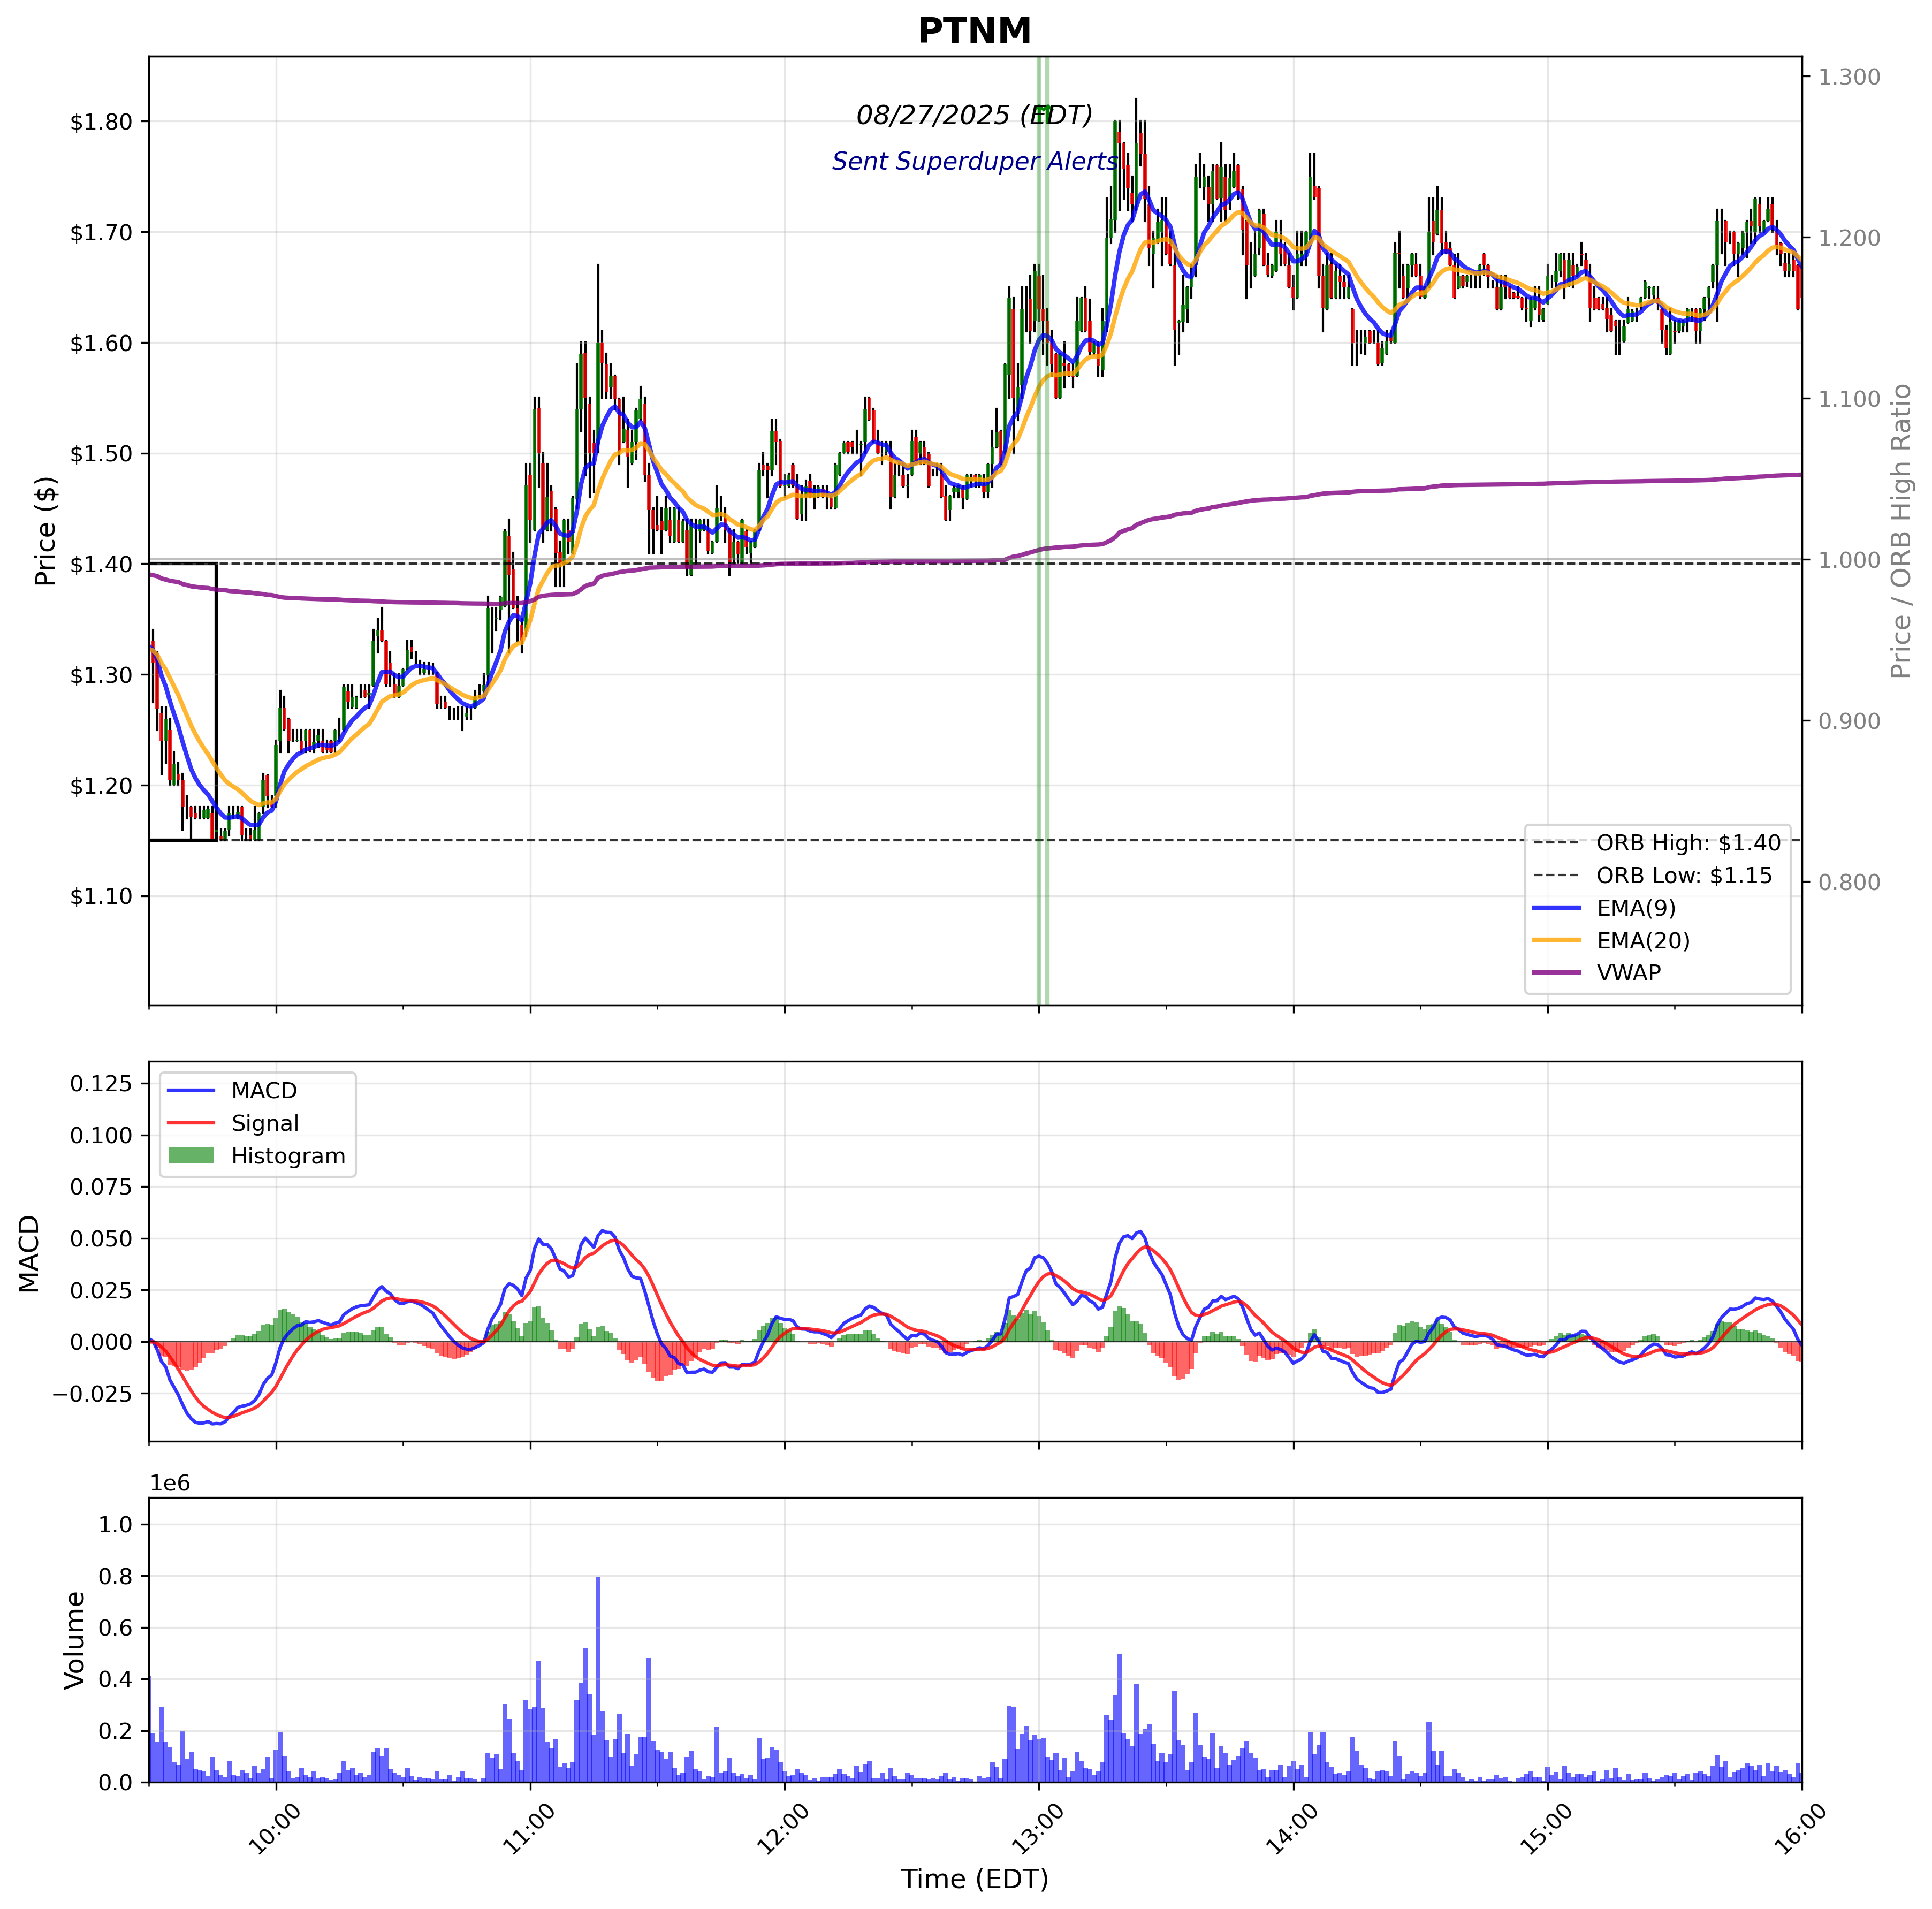 PTNM
08/27/2025 (EDT)
Sent Superduper Alerts
Price ($)
$1.80
$1.70
$1.60
$1.50
$1.40
$1.30
$1.20
$1.10
Price / ORB High Ratio
1.300
1.200
1.100
1.000
0.900
0.800
ORB High: $1.40
ORB Low: $1.15
EMA(9)
EMA(20)
VWAP
MACD
0.125
0.100
0.075
0.050
0.025
0.000
−0.025
MACD
Signal
Histogram
1e6
Volume
1.0
0.8
0.6
0.4
0.2
0.0
10:00
11:00
12:00
13:00
14:00
15:00
16:00
Time (EDT)